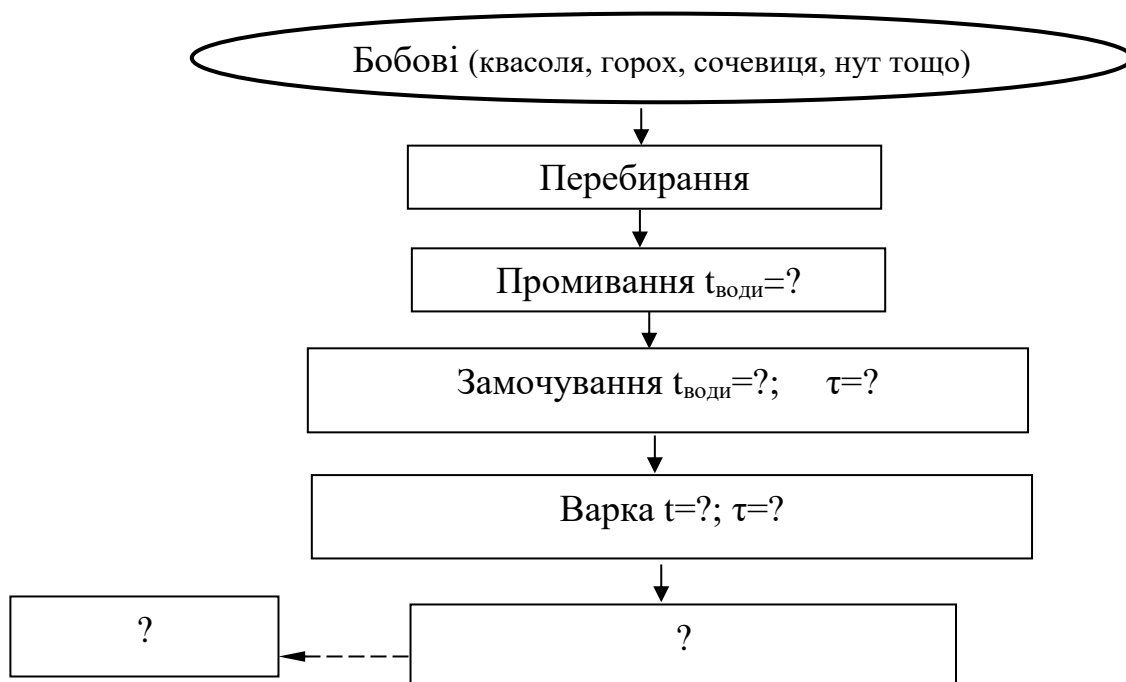 Бобові (квасоля, горох, сочевиця, нут тощо)
Перебирання
Промивання tводи=?
Замочування tводи=?; τ=?
Варка t=?; τ=?
?
?